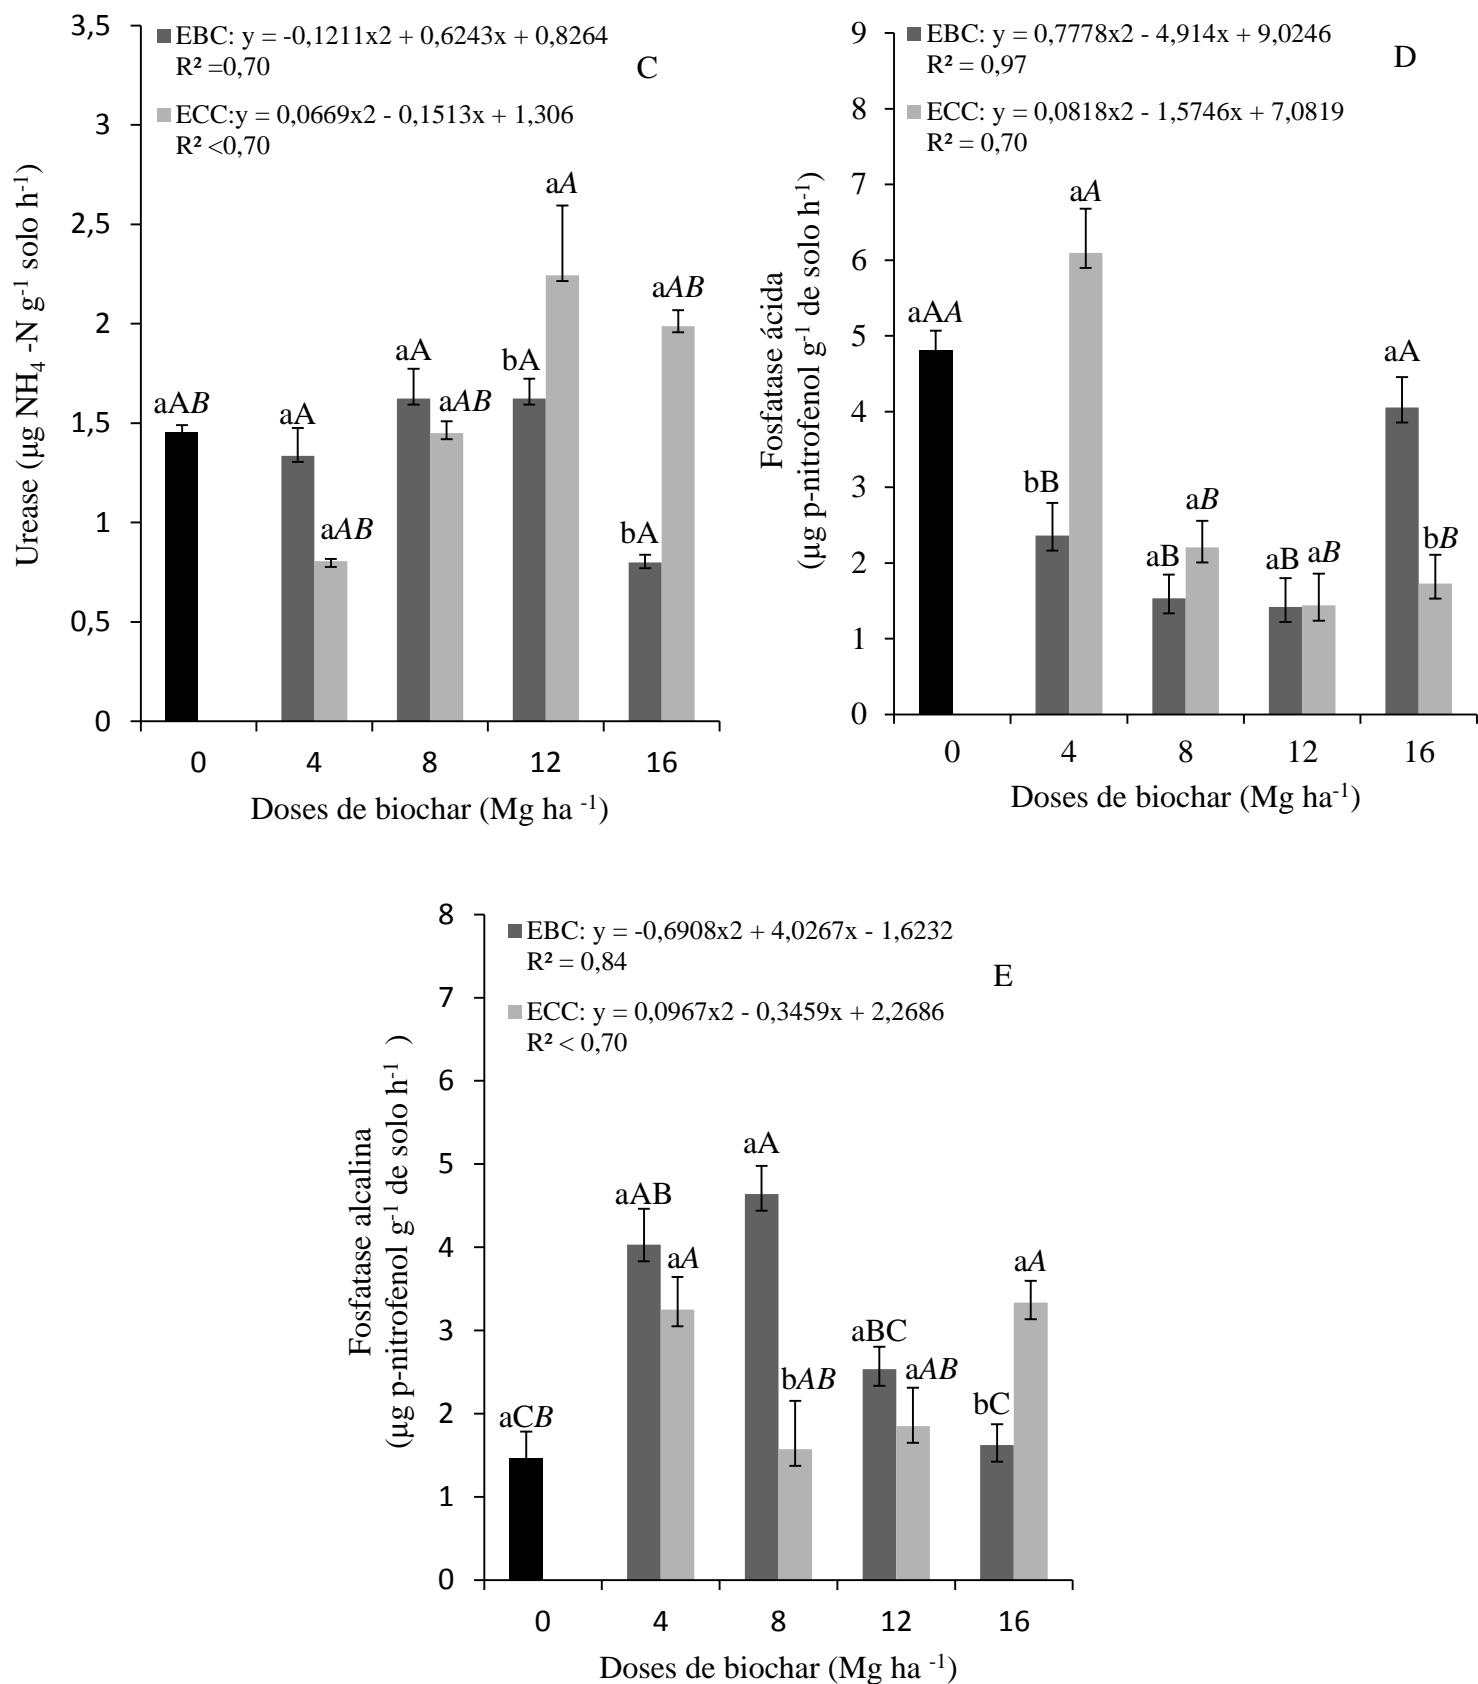 EBC: y = -0,1211x2 + 0,6243x + 0,8264
R² =0,70
ECC:y = 0,0669x2 - 0,1513x + 1,306
R² <0,70
C
Urease (µg NH₄ -N g⁻¹ solo h⁻¹)
3,5
3
2,5
2
1,5
1
0,5
0
aAB
aA
aAB
aA
aAB
bA
aA
bA
aAB
0 4 8 12 16
Doses de biochar (Mg ha ⁻¹)
EBC: y = 0,7778x2 - 4,914x + 9,0246
R² = 0,97
ECC: y = 0,0818x2 - 1,5746x + 7,0819
R² = 0,70
D
Fosfatase ácida
(µg p-nitrofenol g⁻¹ de solo h⁻¹)
9
8
7
6
5
4
3
2
1
0
aAA
bB
aA
aB
aB
aB
aB
aA
bB
0 4 8 12 16
Doses de biochar (Mg ha⁻¹)
EBC: y = -0,6908x2 + 4,0267x - 1,6232
R² = 0,84
ECC: y = 0,0967x2 - 0,3459x + 2,2686
R² < 0,70
E
Fosfatase alcalina
(µg p-nitrofenol g⁻¹ de solo h⁻¹ )
8
7
6
5
4
3
2
1
0
aCB
aAB
aA
aA
bAB
aBC
aAB
bC
aA
0 4 8 12 16
Doses de biochar (Mg ha ⁻¹)